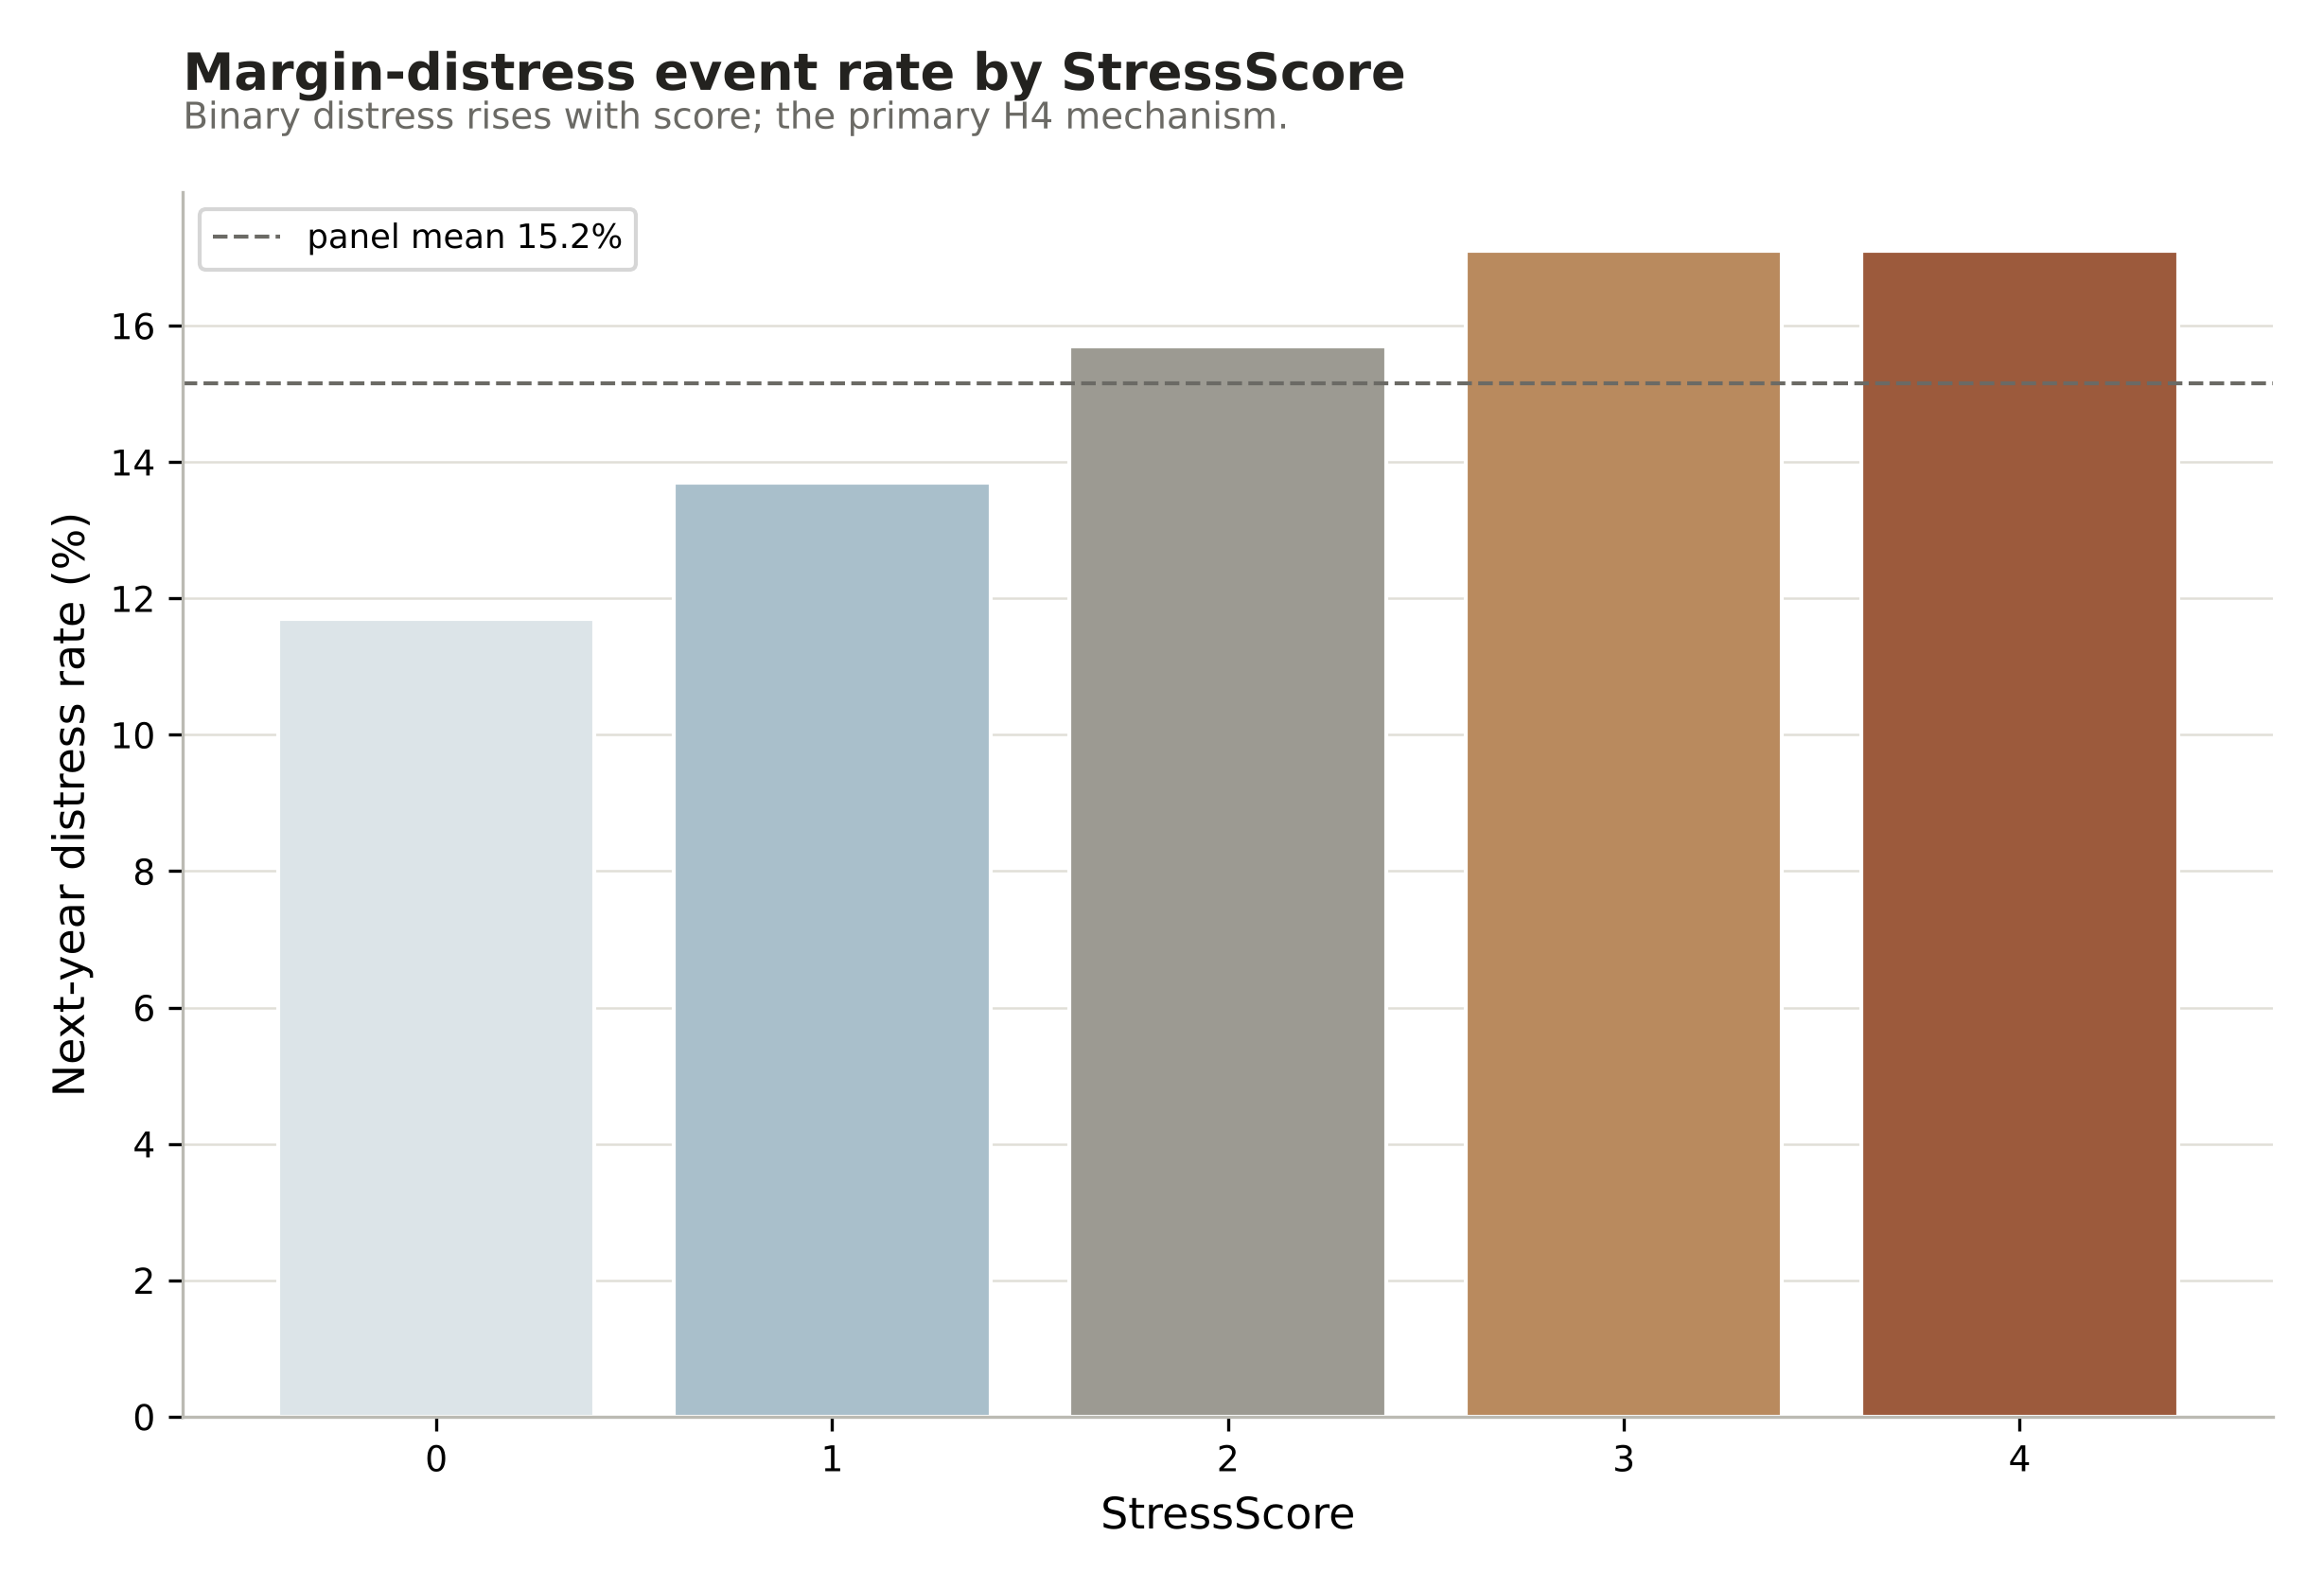 Margin-distress event rate by StressScore
Binary distress rises with score; the primary H4 mechanism.
panel mean 15.2%
Next-year distress rate (%)
16
14
12
10
8
6
4
2
0
0 1 2 3 4
StressScore